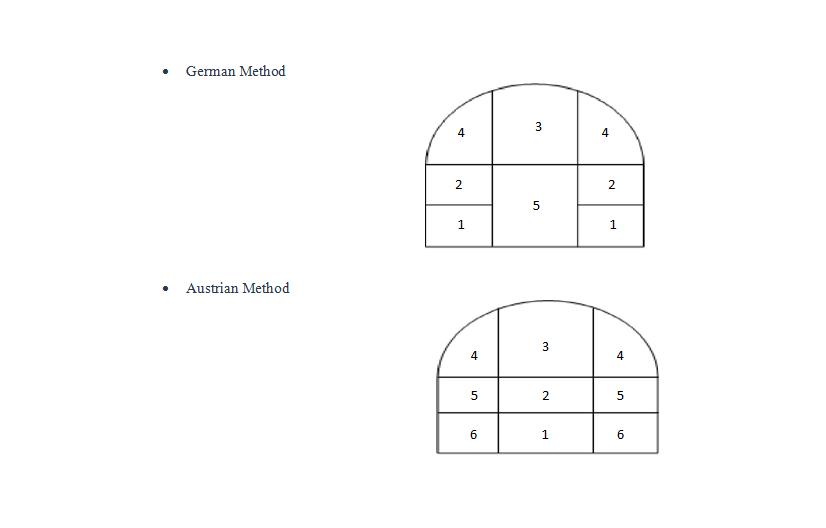 • German Method
4 3 4
2 2
5
1 1
• Austrian Method
3
4 4
5 2 5
6 1 6